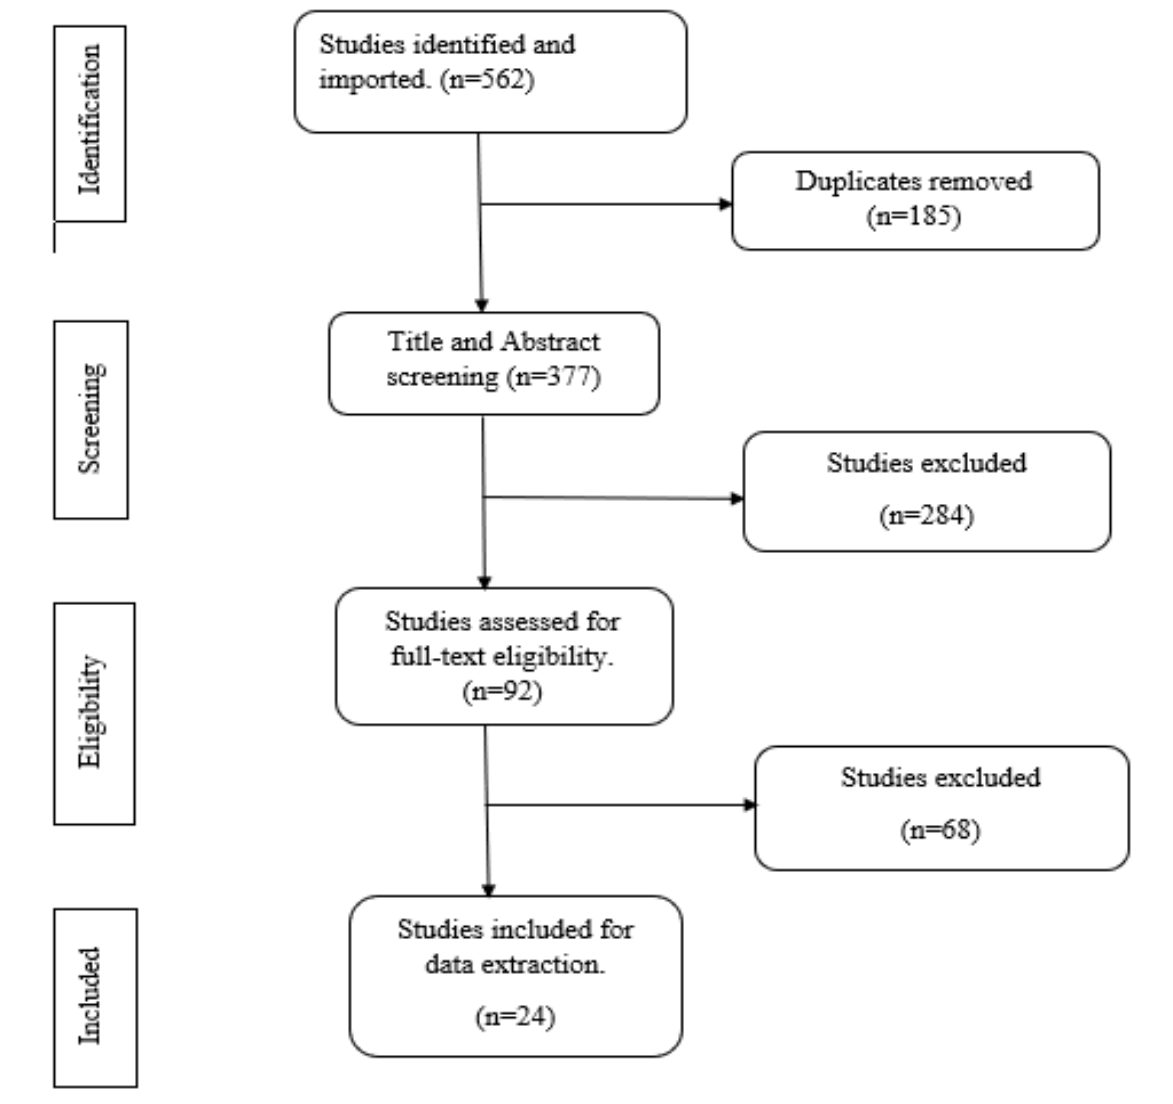 Identification
Studies identified and
imported. (n=562)
Duplicates removed
(n=185)
Screening
Title and Abstract
screening (n=377)
Studies excluded
(n=284)
Eligibility
Studies assessed for
full-text eligibility.
(n=92)
Studies excluded
(n=68)
Included
Studies included for
data extraction.
(n=24)